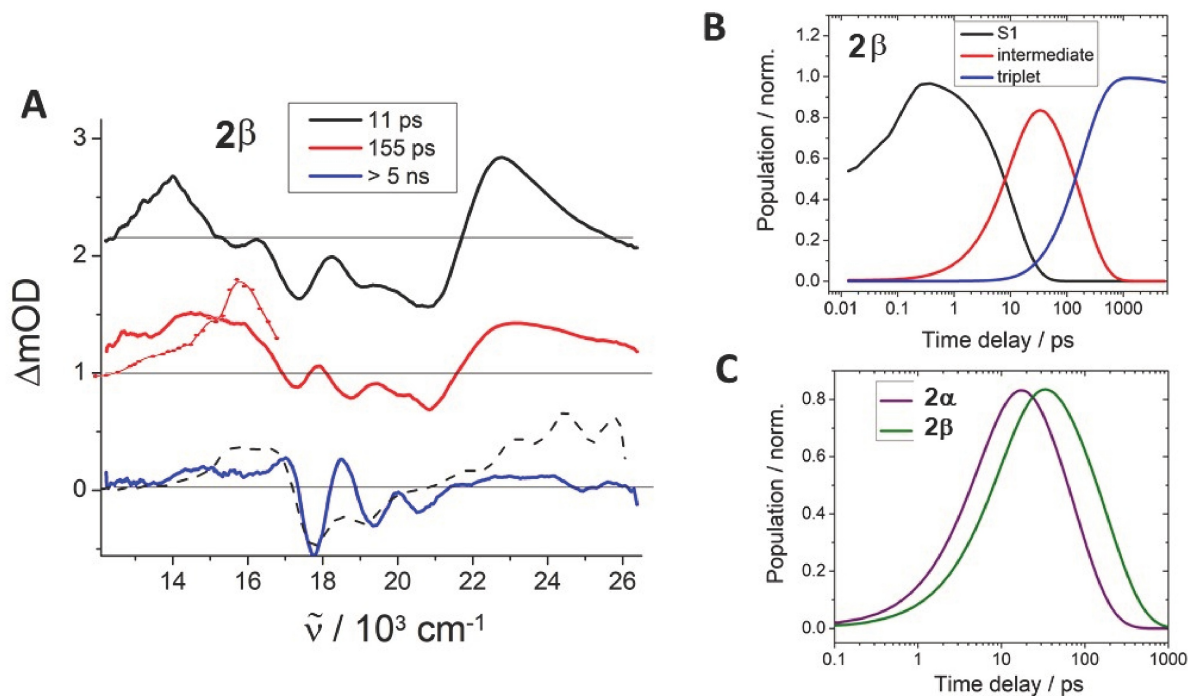 A
2β
11 ps
155 ps
> 5 ns
3
2
1
0
ΔmOD
14 16 18 20 22 24 26
ν̃ / 10³ cm⁻¹
B
2β
S1
intermediate
triplet
1.2
1.0
0.8
0.6
0.4
0.2
0.0
Population / norm.
0.01 0.1 1 10 100 1000
Time delay / ps
C
2α
2β
0.8
0.6
0.4
0.8
0.0
Population / norm.
0.1 1 10 100 1000
Time delay / ps